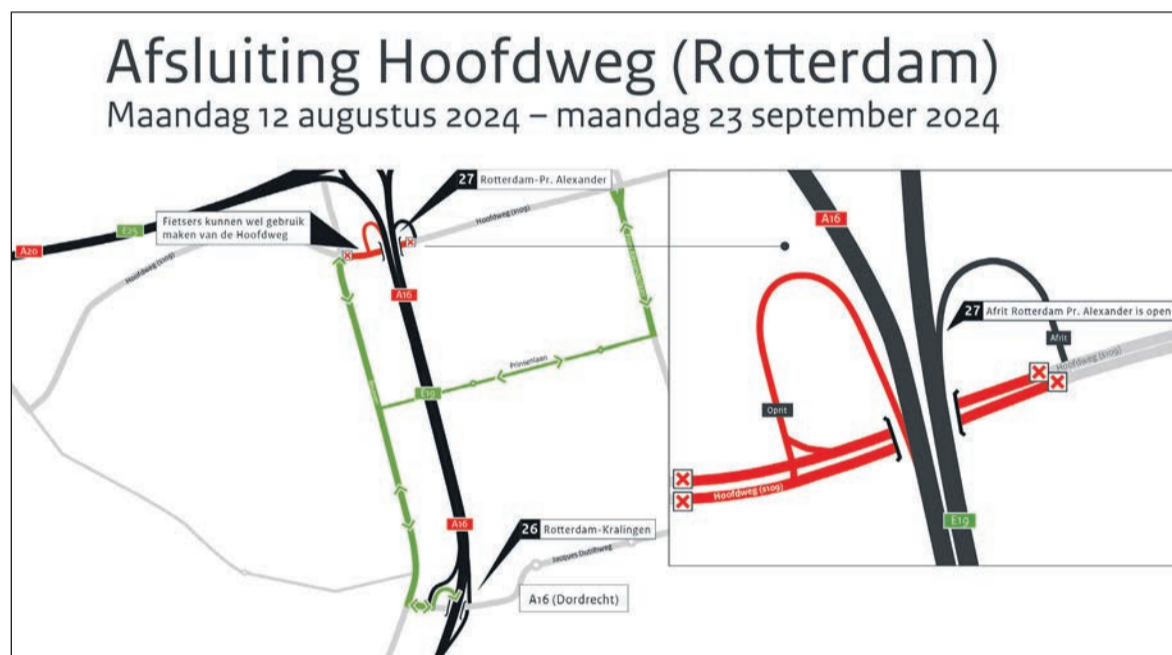 Afsluiting Hoofdweg (Rotterdam)
Maandag 12 augustus 2024 – maandag 23 september 2024
27 Rotterdam-Pr. Alexander
Fietsers kunnen wel gebruik
maken van de Hoofdweg
Hoofdweg (s109)
E25
A20
Hoofdweg (s109)
A16
Prinsenlaan
E19
A16
26 Rotterdam-Kralingen
Jacques Dutilhweg
A16 (Dordrecht)
A16
27 Afrit Rotterdam Pr. Alexander is open
Afrit
Hoofdweg (s109)
Oprit
Hoofdweg (s109)
E19